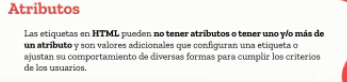 Atributos
Las etiquetas en HTML pueden no tener atributos o tener uno y/o más de
un atributo y son valores adicionales que configuran una etiqueta o
ajustan su comportamiento de diversas formas para cumplir los criterios
de los usuarios.